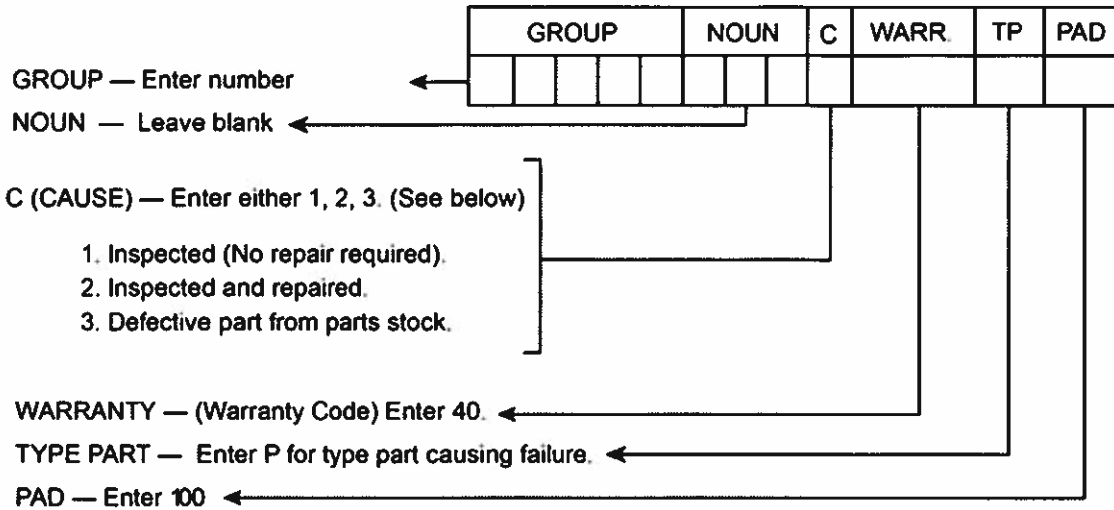 GROUP NOUN C WARR. TP PAD
GROUP — Enter number
NOUN — Leave blank
C (CAUSE) — Enter either 1, 2, 3. (See below)
1. Inspected (No repair required).
2. Inspected and repaired.
3. Defective part from parts stock.
WARRANTY — (Warranty Code) Enter 40.
TYPE PART — Enter P for type part causing failure.
PAD — Enter 100